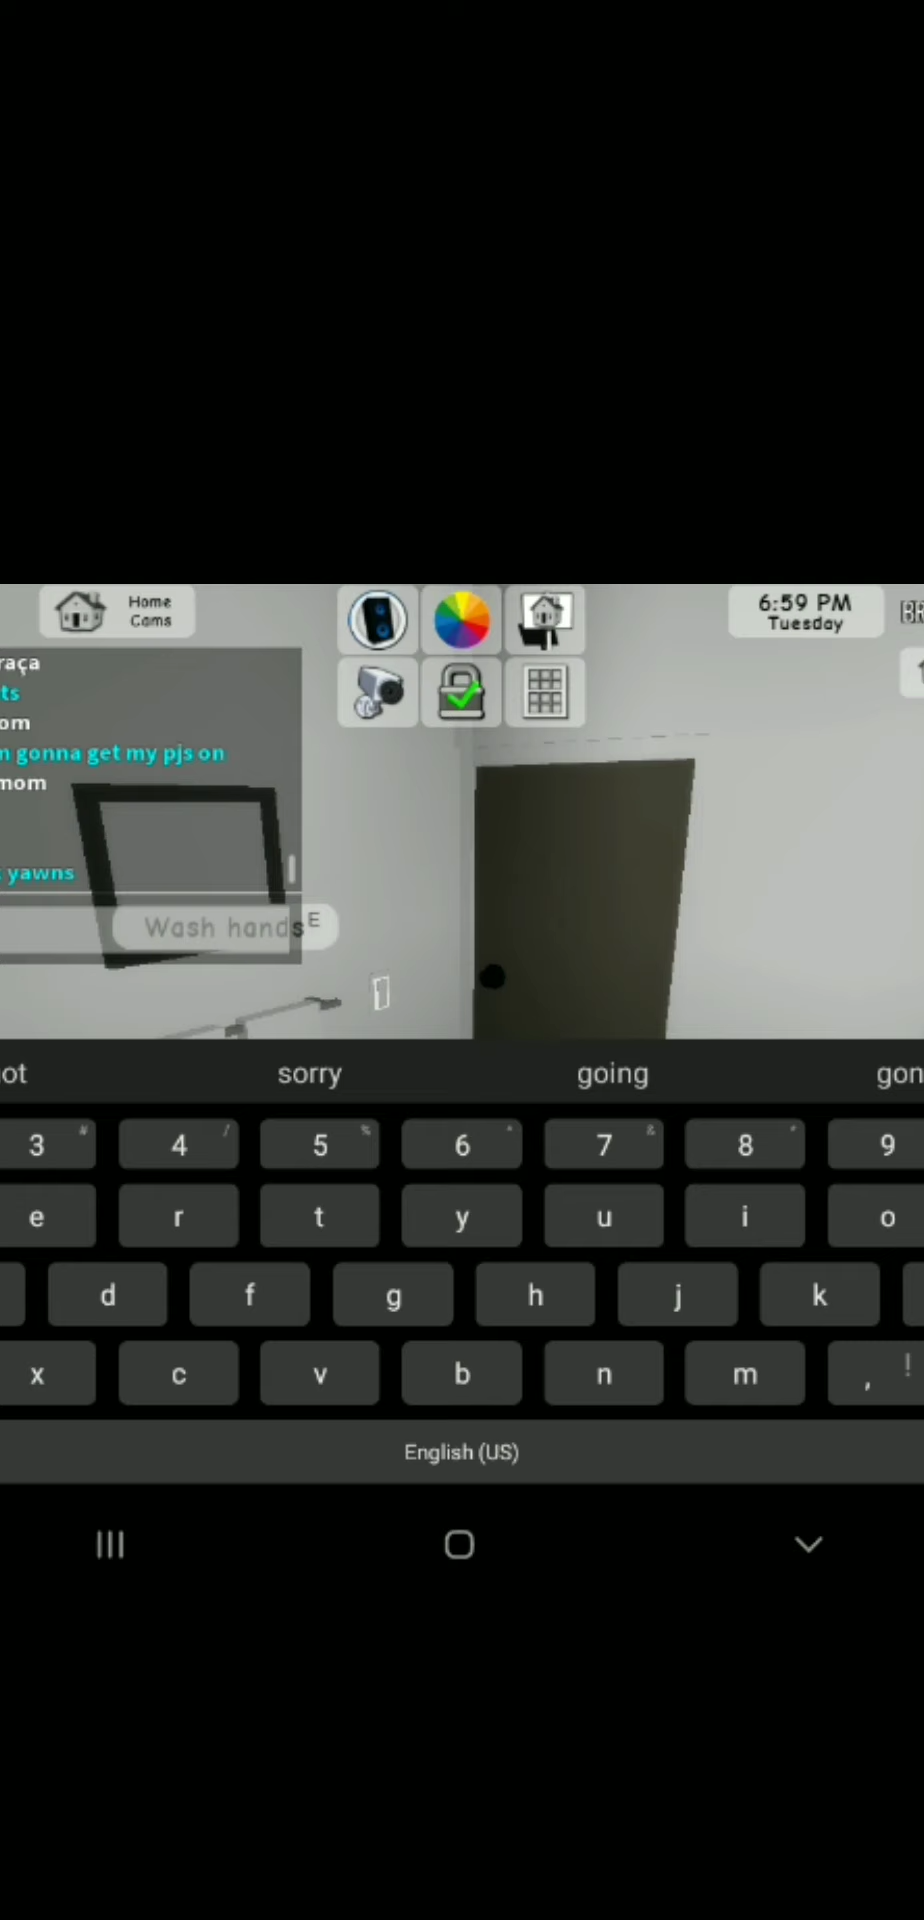 Home
Cams
6:59 PM
Tuesday
BR
raça
ts
om
m gonna get my pjs on
mom
yawns
Wash hands E
ot sorry going gon
3 # 4 / 5 % 6 ^ 7 & 8 * 9
e r t y u i o
d f g h j k
x c v b n m , !
English (US)